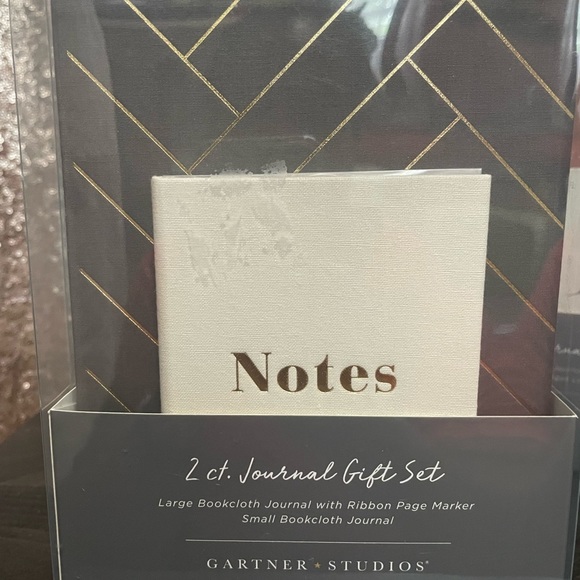 Notes
2 ct. Journal Gift Set
Large Bookcloth Journal with Ribbon Page Marker
Small Bookcloth Journal
GARTNER ★ STUDIOS®